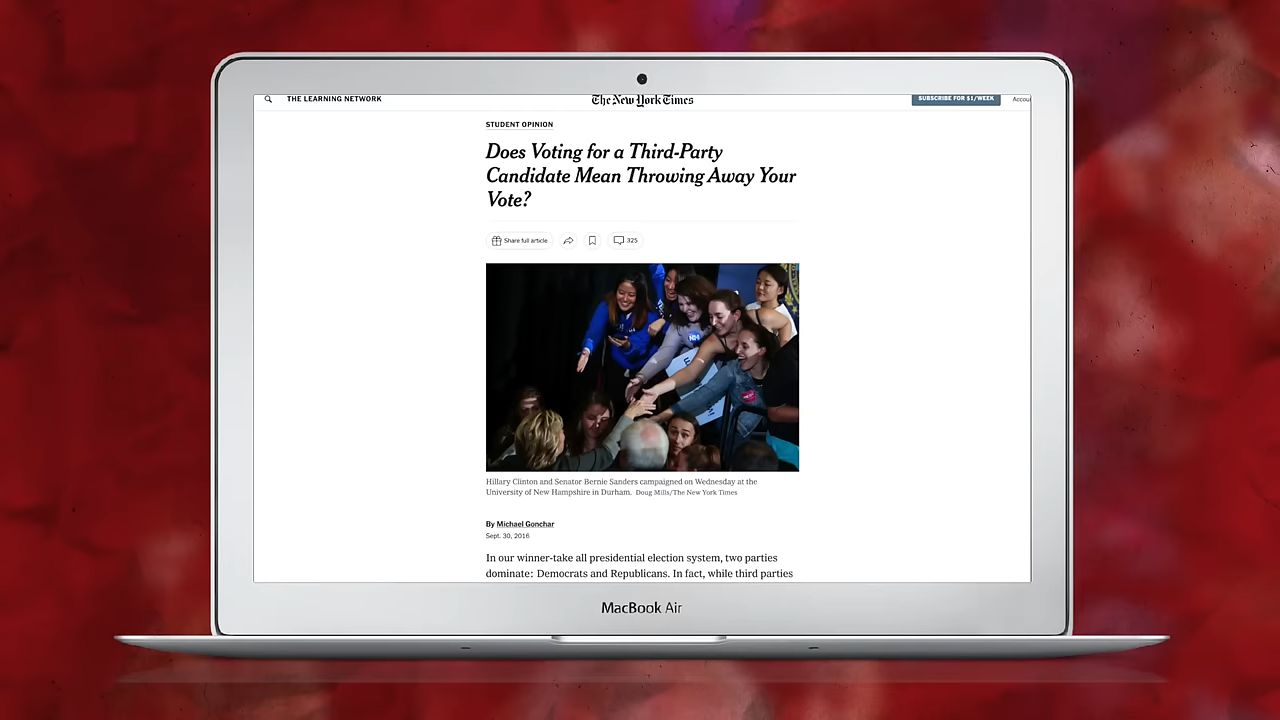 THE LEARNING NETWORK
The New York Times
SUBSCRIBE FOR $1/WEEK
Accou
STUDENT OPINION
Does Voting for a Third-Party
Candidate Mean Throwing Away Your
Vote?
Share full article
325
Hillary Clinton and Senator Bernie Sanders campaigned on Wednesday at the
University of New Hampshire in Durham. Doug Mills/The New York Times
By Michael Gonchar
Sept. 30, 2016
In our winner-take all presidential election system, two parties
dominate: Democrats and Republicans. In fact, while third parties
MacBook Air